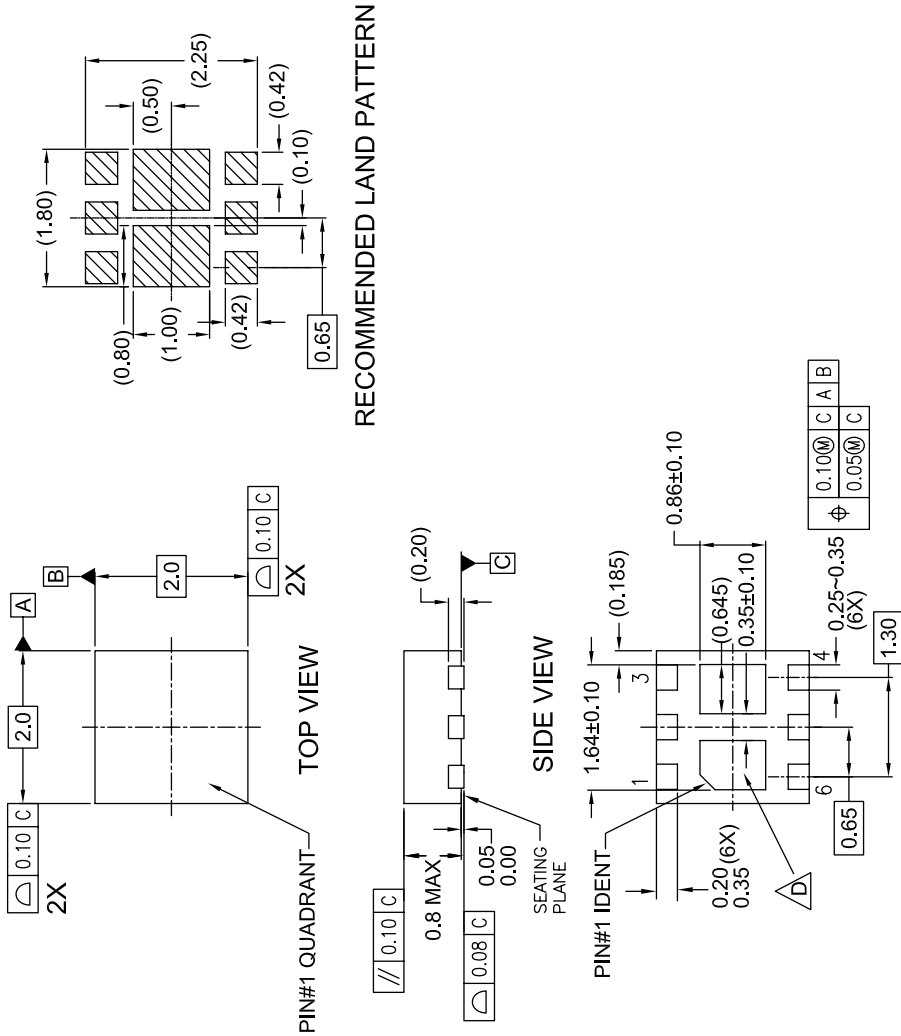 (2.25)
(0.50)
(1.80)
(0.42)
(0.10)
(0.80)
(1.00)
(0.42)
0.65
RECOMMENDED LAND PATTERN
0.10 C
2X
2.0
A
B
2.0
0.10 C
2X
PIN#1 QUADRANT
TOP VIEW
// 0.10 C
0.8 MAX
(0.20)
C
0.05
0.00
0.08 C
SEATING
PLANE
SIDE VIEW
PIN#1 IDENT
1.64±0.10
(0.185)
1
3
0.86±0.10
(0.645)
0.35±0.10
0.20 (6X)
0.35
6
4
0.25~0.35
(6X)
D
0.65
1.30
⌖ 0.10Ⓜ C A B
0.05Ⓜ C